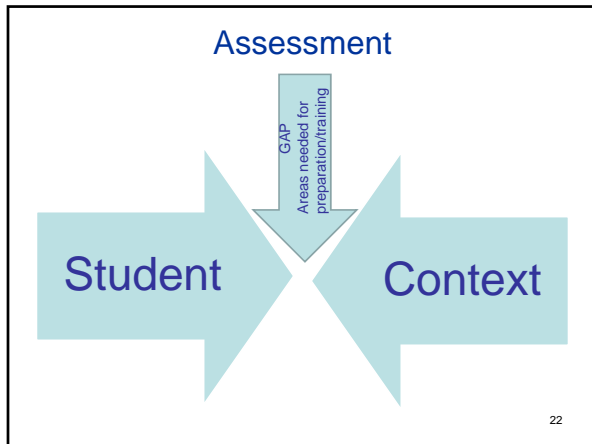 Assessment
GAP
Areas needed for
preparation/training
Student
Context
22